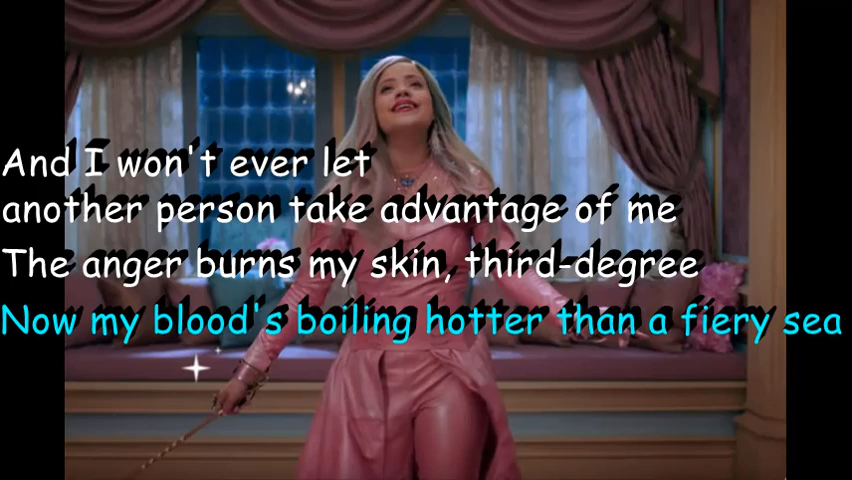 And I won't ever let
another person take advantage of me
The anger burns my skin, third-degree
Now my blood's boiling hotter than a fiery sea